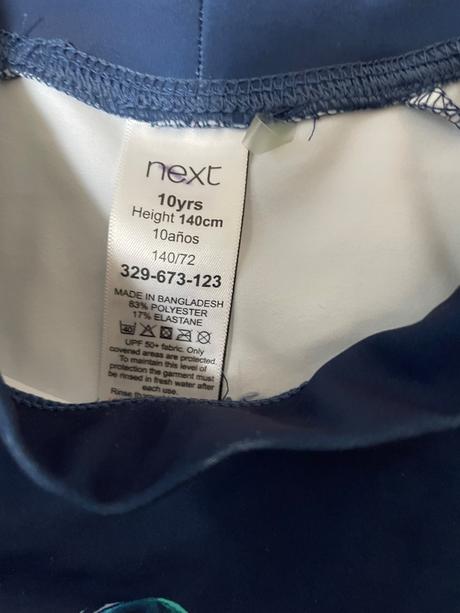 next
10yrs
Height 140cm
10años
140/72
329-673-123
MADE IN BANGLADESH
83% POLYESTER
17% ELASTANE
40
UPF 50+ fabric. Only
covered areas are protected.
To maintain this level of
protection the garment must
be rinsed in fresh water after
each use.
Rinse